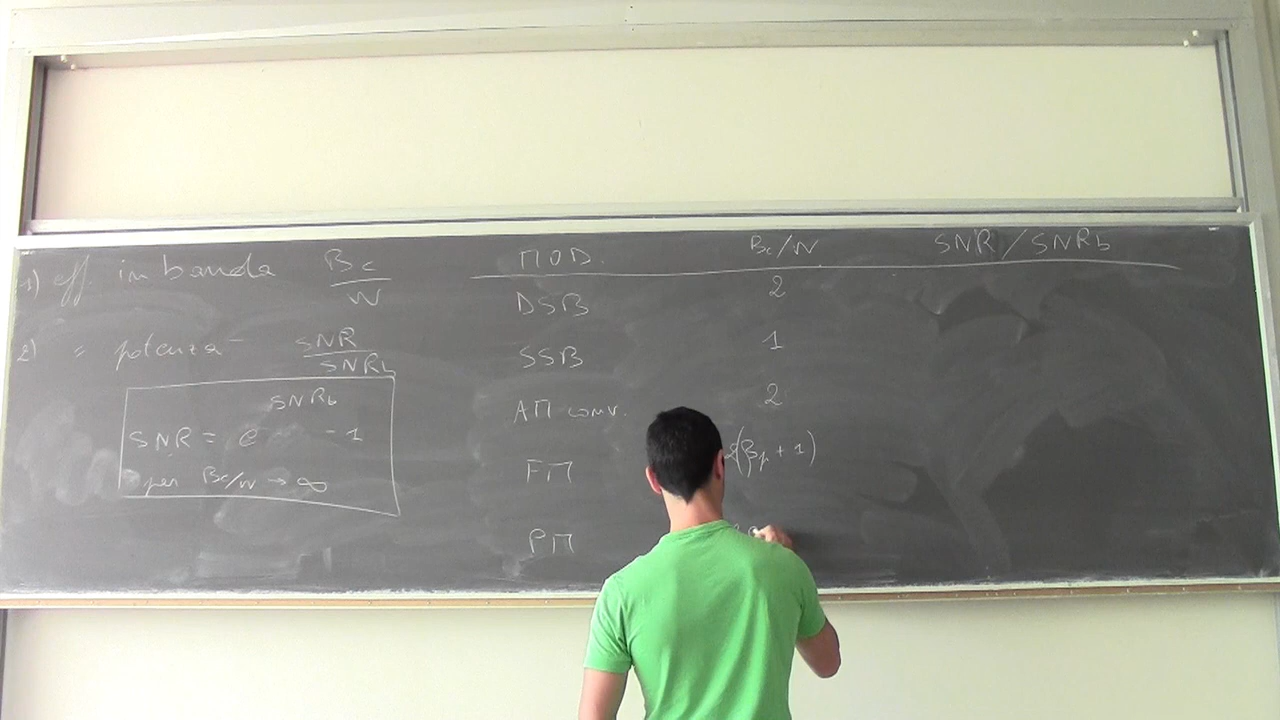 1) eff. in banda Bc/W
2) " potenza SNR/SNRb
SNR = e^SNRb - 1
per Bc/W → ∞
MOD. Bc/W SNR/SNRb
DSB 2
SSB 1
AM conv. 2
FM 2(βf + 1)
PM